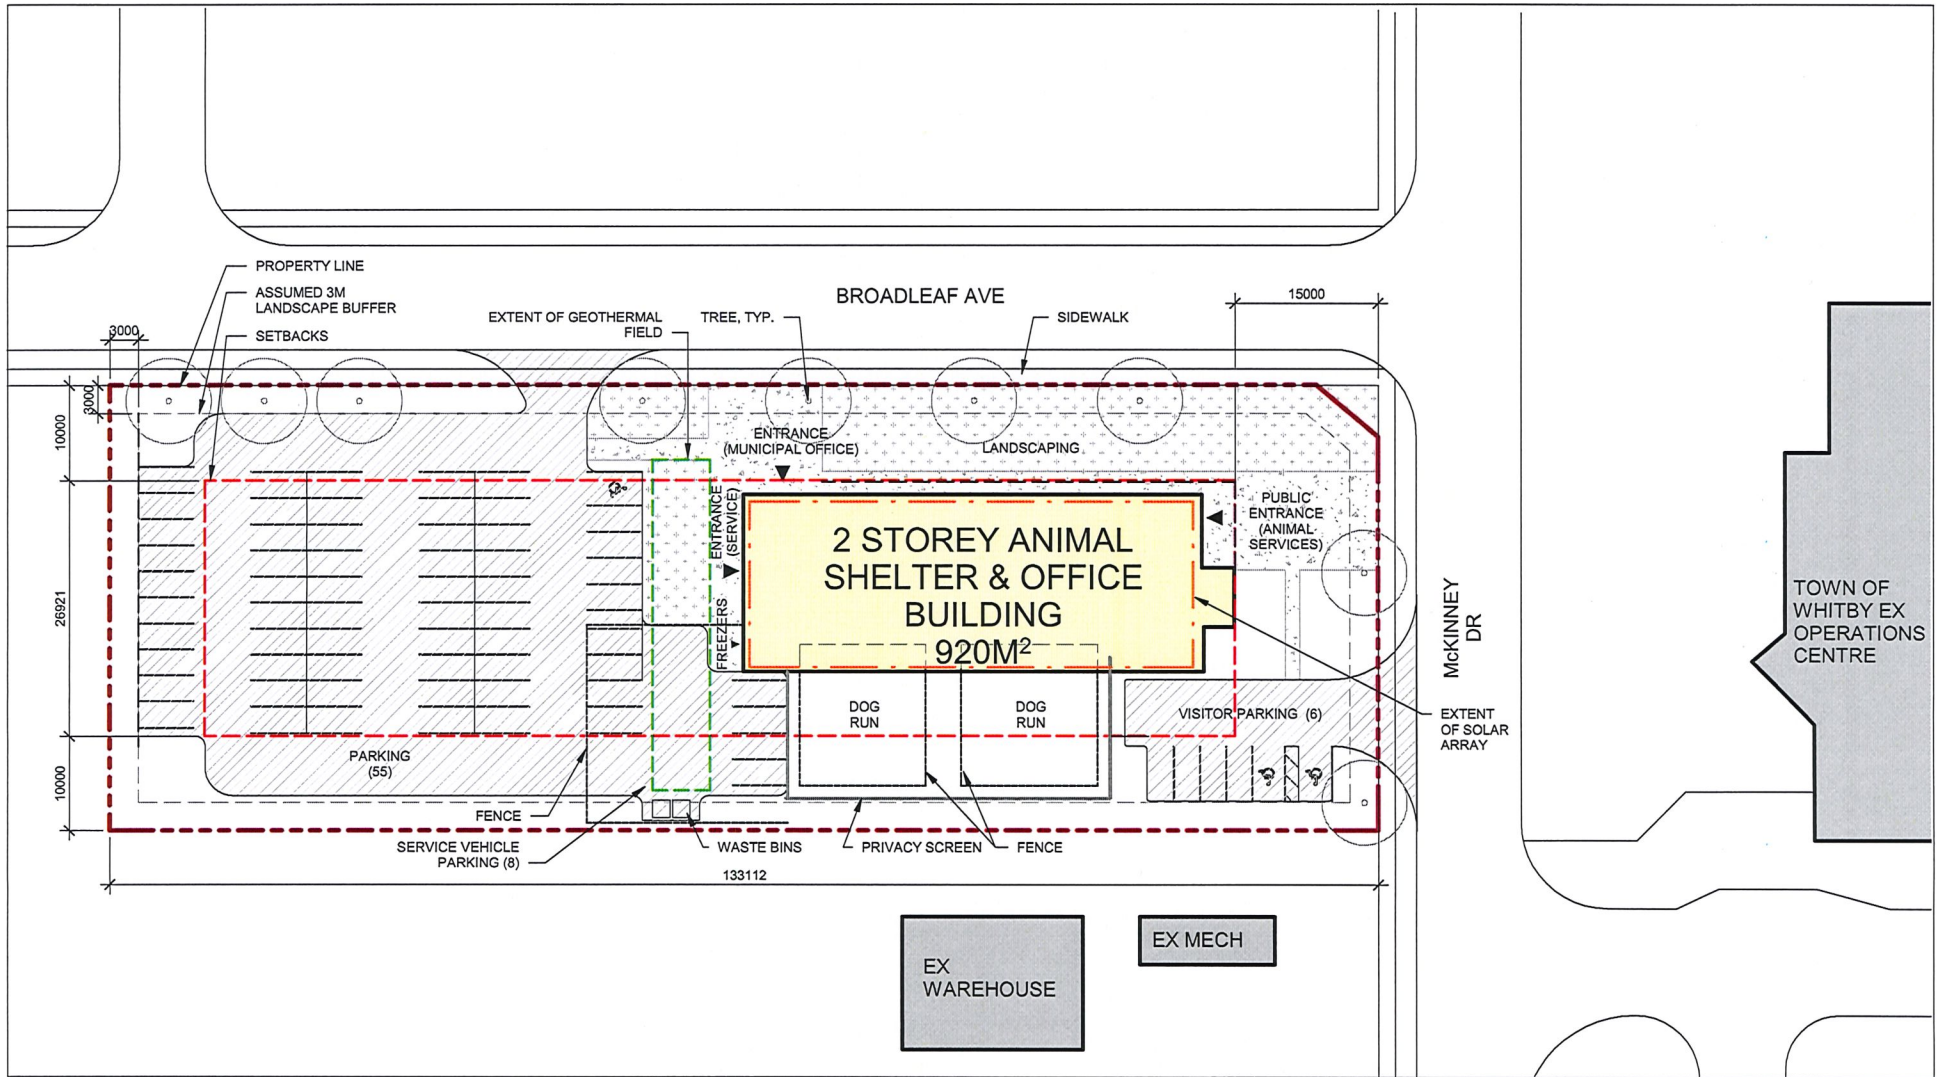 PROPERTY LINE
ASSUMED 3M
LANDSCAPE BUFFER
SETBACKS
3000
EXTENT OF GEOTHERMAL
FIELD
TREE, TYP.
BROADLEAF AVE
SIDEWALK
15000
3000
10000
26921
10000
ENTRANCE
(MUNICIPAL OFFICE)
LANDSCAPING
ENTRANCE
(SERVICE)
FREEZERS
2 STOREY ANIMAL
SHELTER & OFFICE
BUILDING
920M²
PUBLIC
ENTRANCE
(ANIMAL
SERVICES)
McKINNEY
DR
TOWN OF
WHITBY EX
OPERATIONS
CENTRE
DOG
RUN
DOG
RUN
VISITOR PARKING (6)
EXTENT
OF SOLAR
ARRAY
PARKING
(55)
FENCE
SERVICE VEHICLE
PARKING (8)
WASTE BINS
PRIVACY SCREEN
FENCE
133112
EX
WAREHOUSE
EX MECH